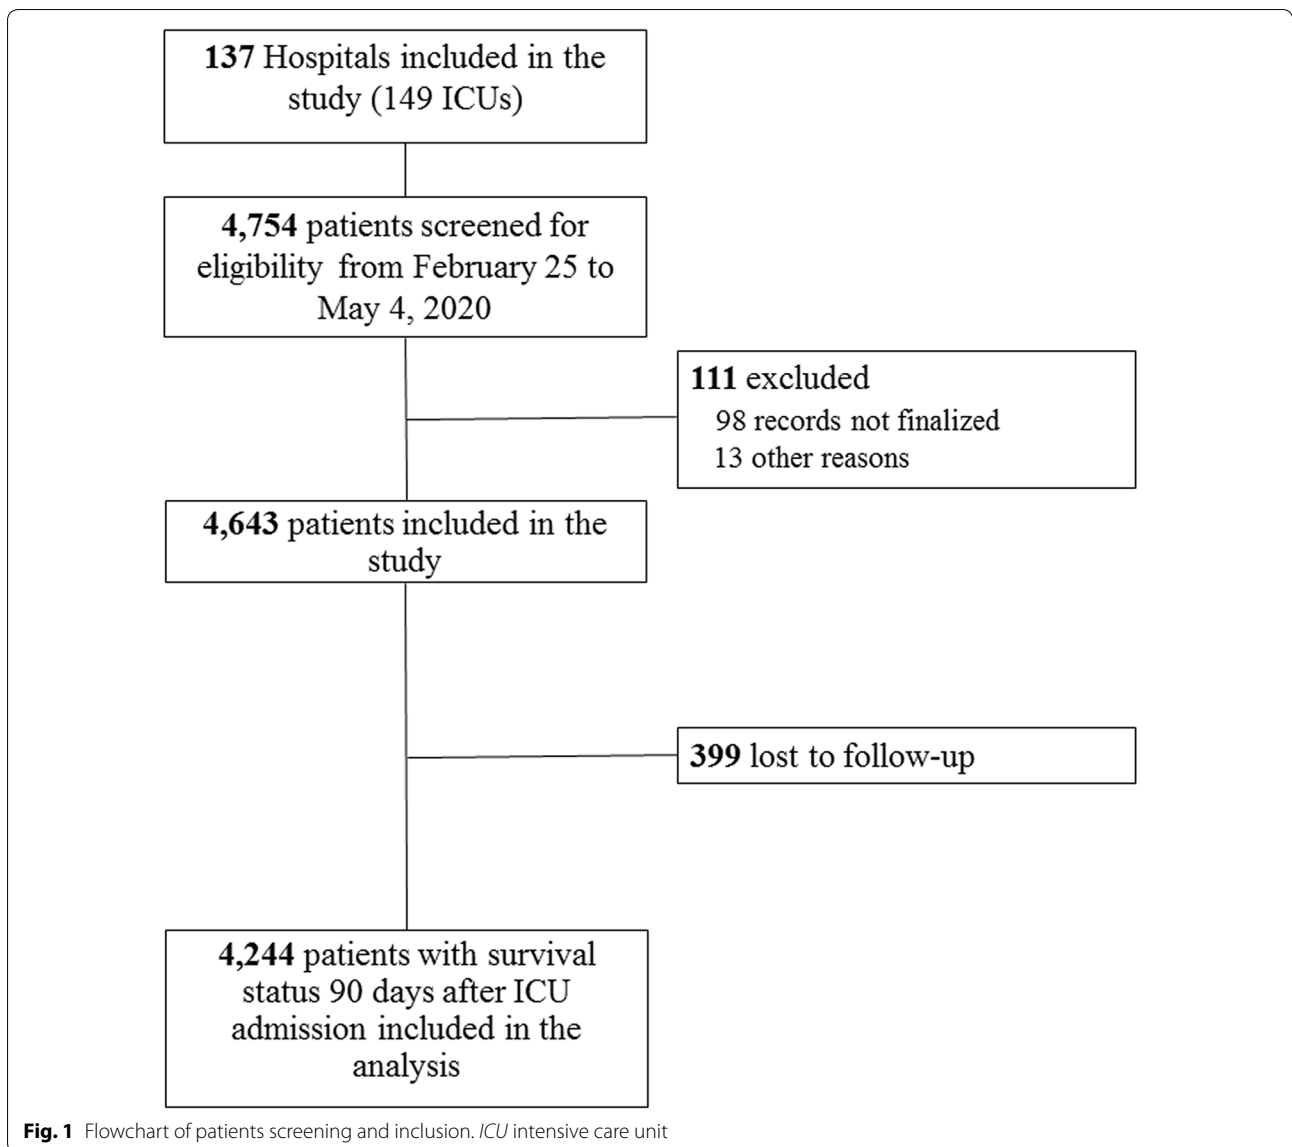 137 Hospitals included in the
study (149 ICUs)
4,754 patients screened for
eligibility from February 25 to
May 4, 2020
111 excluded
98 records not finalized
13 other reasons
4,643 patients included in the
study
399 lost to follow-up
4,244 patients with survival
status 90 days after ICU
admission included in the
analysis
Fig. 1 Flowchart of patients screening and inclusion. ICU intensive care unit